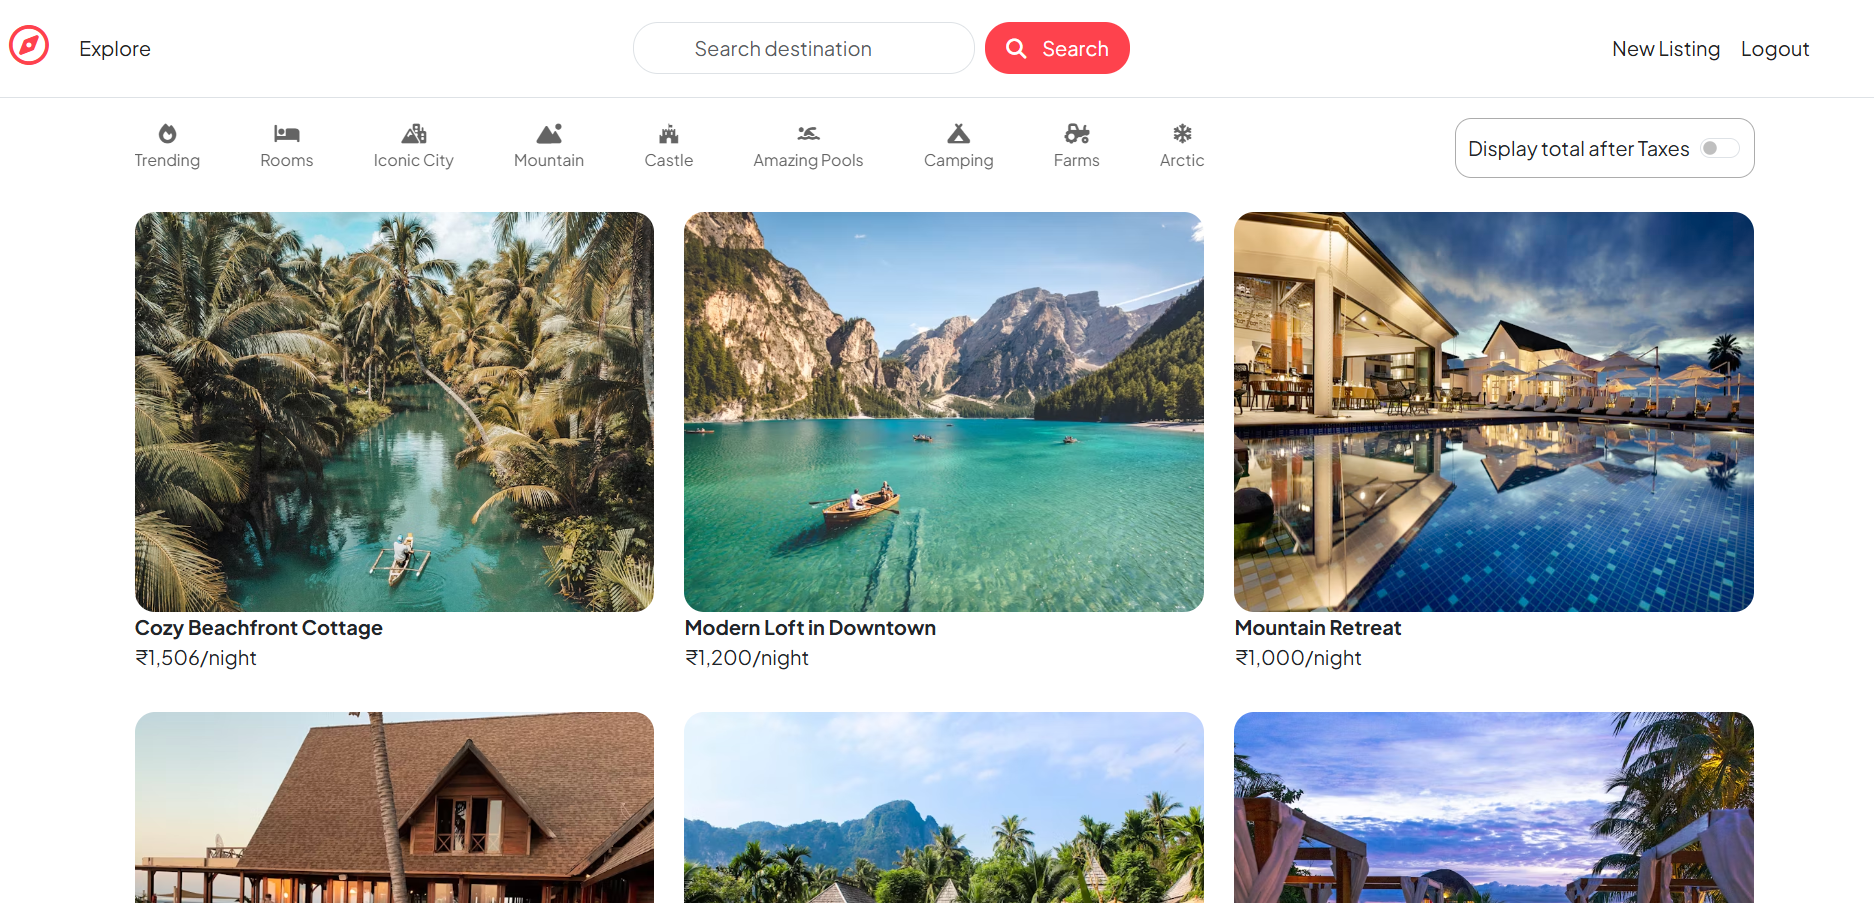 Explore
Search destination
Search
New Listing
Logout
Trending
Rooms
Iconic City
Mountain
Castle
Amazing Pools
Camping
Farms
Arctic
Display total after Taxes
Cozy Beachfront Cottage
₹1,506/night
Modern Loft in Downtown
₹1,200/night
Mountain Retreat
₹1,000/night